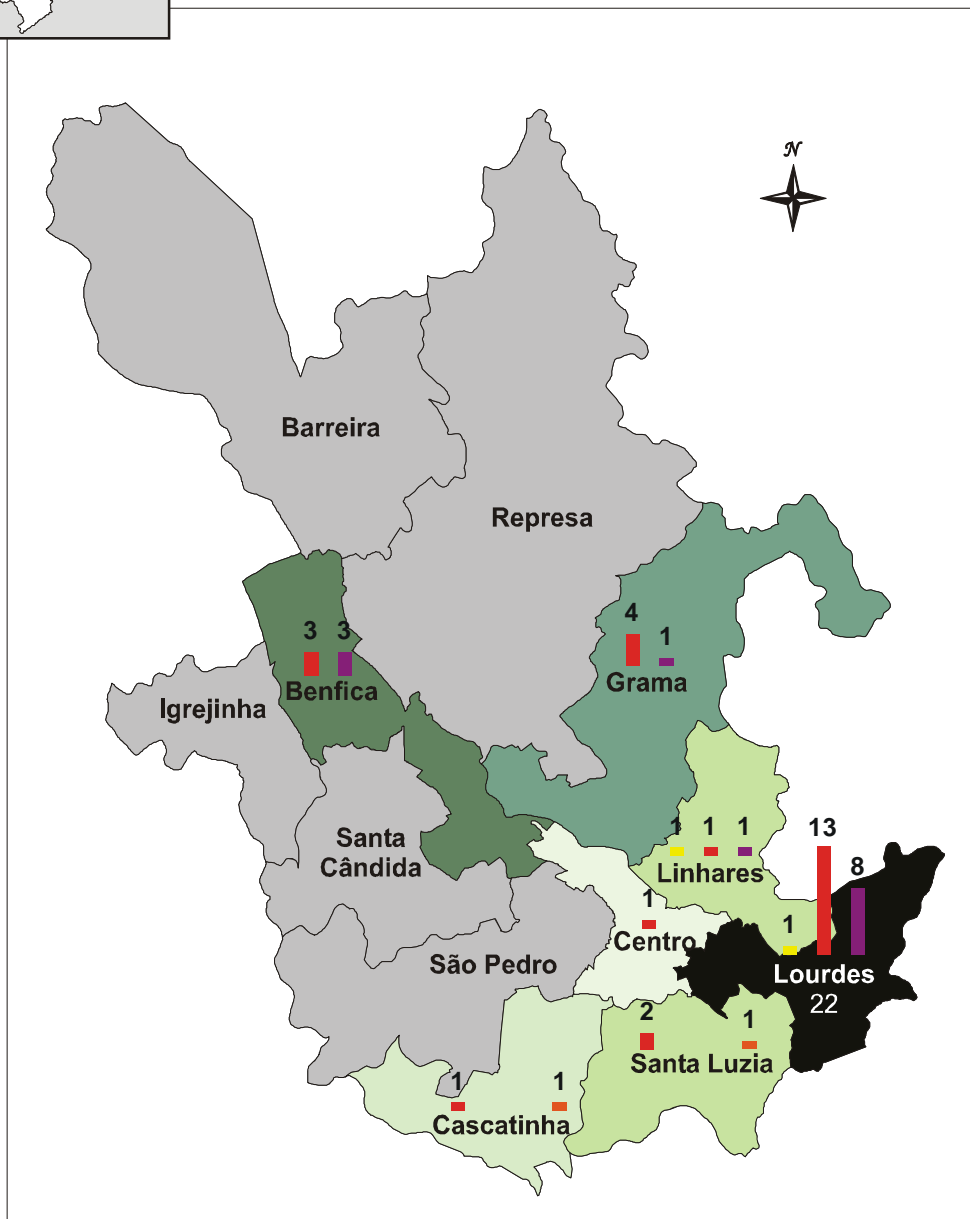 N
Barreira
Represa
4
1
Grama
3 3
Benfica
Igrejinha
1 1 1
Linhares
13
8
1
Lourdes
22
Santa
Cândida
1
Centro
São Pedro
2
1
Santa Luzia
1
1
Cascatinha